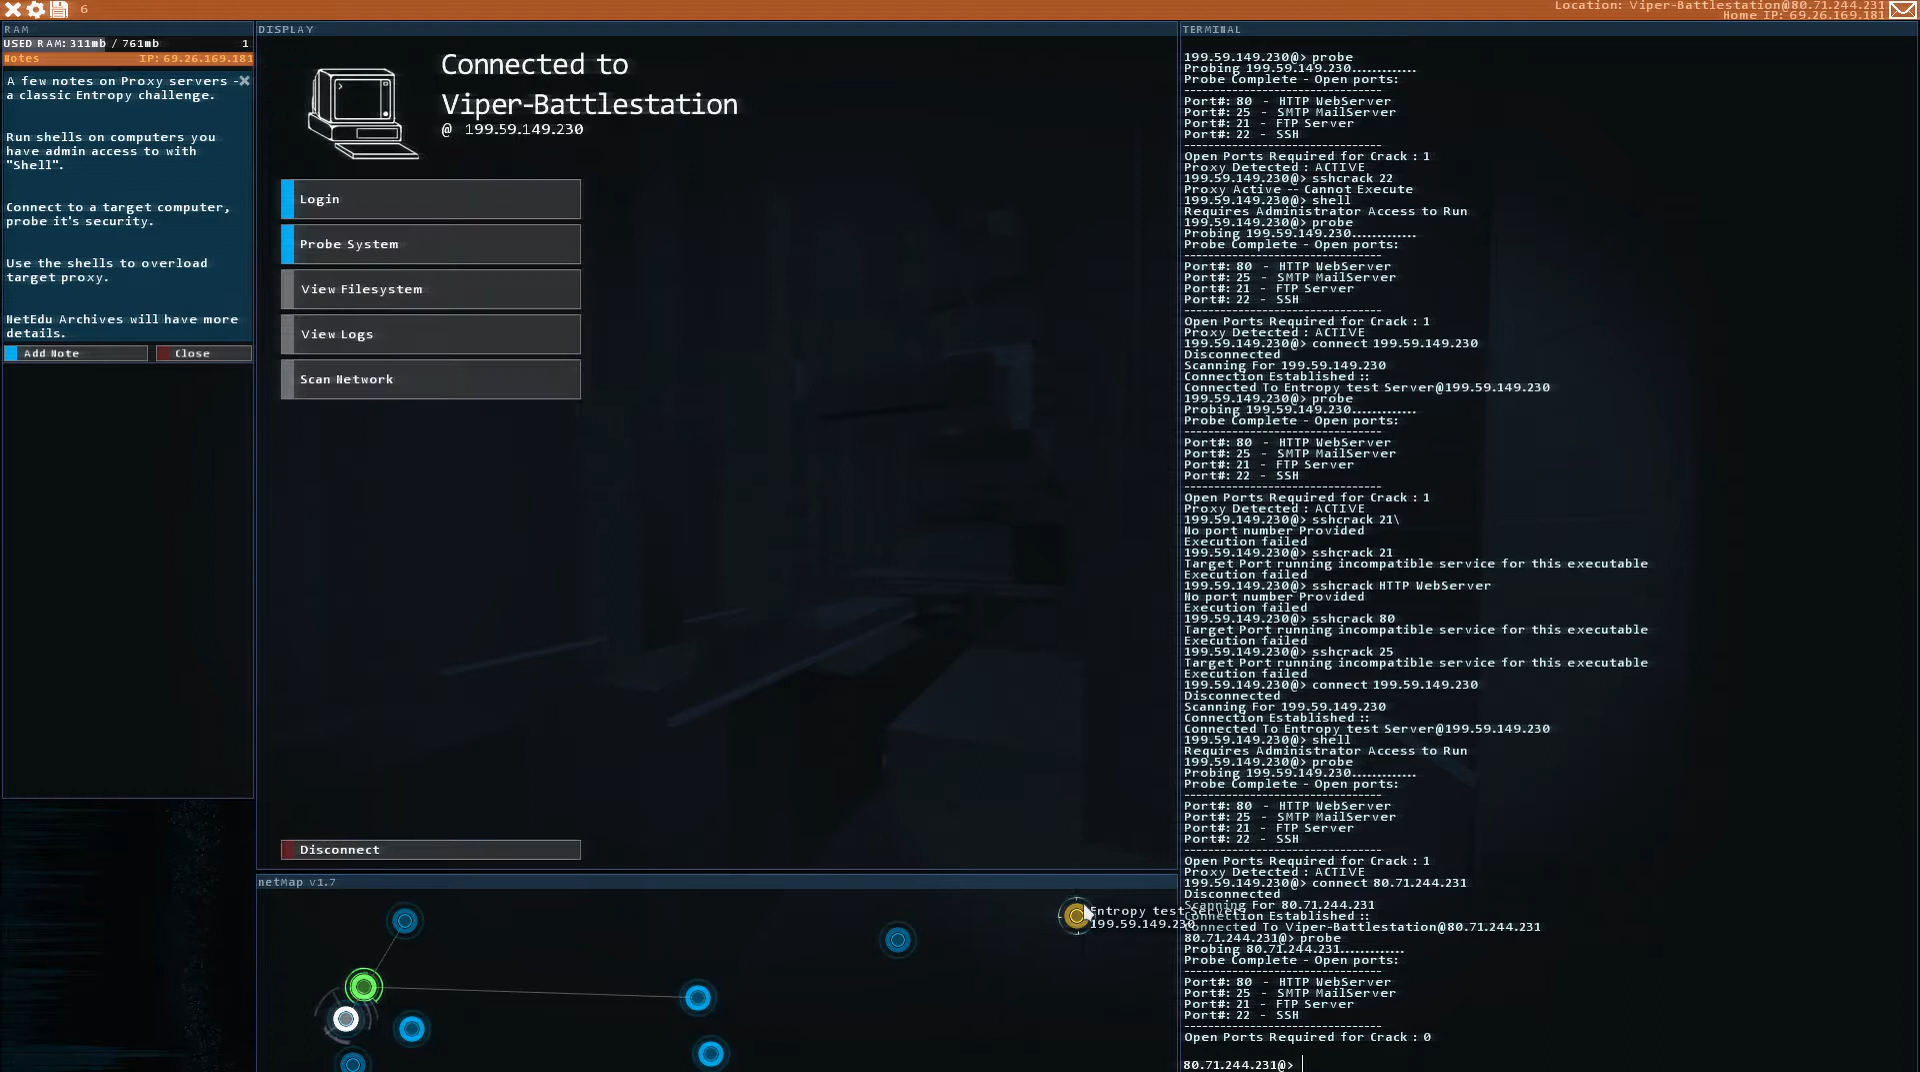 6
Location: Viper-Battlestation@80.71.244.231
Home IP: 69.26.169.181
RAM
USED RAM: 311mb / 761mb 1
Notes IP: 69.26.169.181
A few notes on Proxy servers -
a classic Entropy challenge.
Run shells on computers you
have admin access to with
"Shell".
Connect to a target computer,
probe it's security.
Use the shells to overload
target proxy.
NetEdu Archives will have more
details.
Add Note
Close
DISPLAY
Connected to
Viper-Battlestation
@ 199.59.149.230
Login
Probe System
View Filesystem
View Logs
Scan Network
Disconnect
netMap v1.7
Entropy test Server
199.59.149.230
TERMINAL
199.59.149.230@> probe
Probing 199.59.149.230.............
Probe Complete - Open ports:
---------------------------------
Port#: 80 - HTTP WebServer
Port#: 25 - SMTP MailServer
Port#: 21 - FTP Server
Port#: 22 - SSH
---------------------------------
Open Ports Required for Crack : 1
Proxy Detected : ACTIVE
199.59.149.230@> sshcrack 22
Proxy Active -- Cannot Execute
199.59.149.230@> shell
Requires Administrator Access to Run
199.59.149.230@> probe
Probing 199.59.149.230.............
Probe Complete - Open ports:
---------------------------------
Port#: 80 - HTTP WebServer
Port#: 25 - SMTP MailServer
Port#: 21 - FTP Server
Port#: 22 - SSH
---------------------------------
Open Ports Required for Crack : 1
Proxy Detected : ACTIVE
199.59.149.230@> connect 199.59.149.230
Disconnected
Scanning For 199.59.149.230
Connection Established ::
Connected To Entropy test Server@199.59.149.230
199.59.149.230@> probe
Probing 199.59.149.230.............
Probe Complete - Open ports:
---------------------------------
Port#: 80 - HTTP WebServer
Port#: 25 - SMTP MailServer
Port#: 21 - FTP Server
Port#: 22 - SSH
---------------------------------
Open Ports Required for Crack : 1
Proxy Detected : ACTIVE
199.59.149.230@> sshcrack 21\
No port number Provided
Execution failed
199.59.149.230@> sshcrack 21
Target Port running incompatible service for this executable
Execution failed
199.59.149.230@> sshcrack HTTP WebServer
No port number Provided
Execution failed
199.59.149.230@> sshcrack 80
Target Port running incompatible service for this executable
Execution failed
199.59.149.230@> sshcrack 25
Target Port running incompatible service for this executable
Execution failed
199.59.149.230@> connect 199.59.149.230
Disconnected
Scanning For 199.59.149.230
Connection Established ::
Connected To Entropy test Server@199.59.149.230
199.59.149.230@> shell
Requires Administrator Access to Run
199.59.149.230@> probe
Probing 199.59.149.230.............
Probe Complete - Open ports:
---------------------------------
Port#: 80 - HTTP WebServer
Port#: 25 - SMTP MailServer
Port#: 21 - FTP Server
Port#: 22 - SSH
---------------------------------
Open Ports Required for Crack : 1
Proxy Detected : ACTIVE
199.59.149.230@> connect 80.71.244.231
Disconnected
Scanning For 80.71.244.231
Connection Established ::
Connected To Viper-Battlestation@80.71.244.231
80.71.244.231@> probe
Probing 80.71.244.231.............
Probe Complete - Open ports:
---------------------------------
Port#: 80 - HTTP WebServer
Port#: 25 - SMTP MailServer
Port#: 21 - FTP Server
Port#: 22 - SSH
---------------------------------
Open Ports Required for Crack : 0
80.71.244.231@>